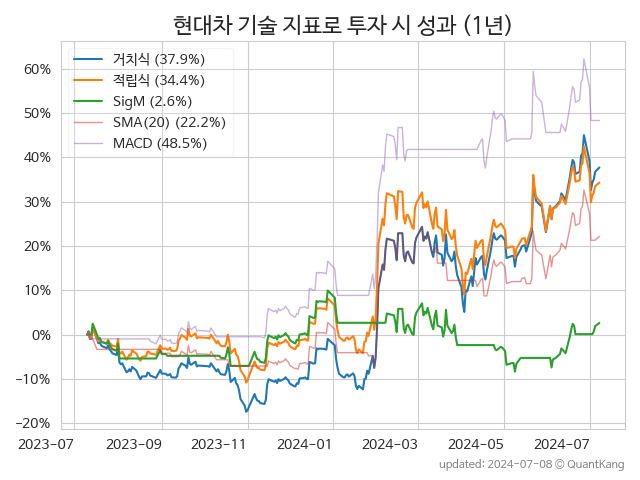 현대차 기술 지표로 투자 시 성과 (1년)
거치식 (37.9%)
적립식 (34.4%)
SigM (2.6%)
SMA(20) (22.2%)
MACD (48.5%)
60%
50%
40%
30%
20%
10%
0%
−10%
−20%
2023-07 2023-09 2023-11 2024-01 2024-03 2024-05 2024-07
updated: 2024-07-08 © QuantKang